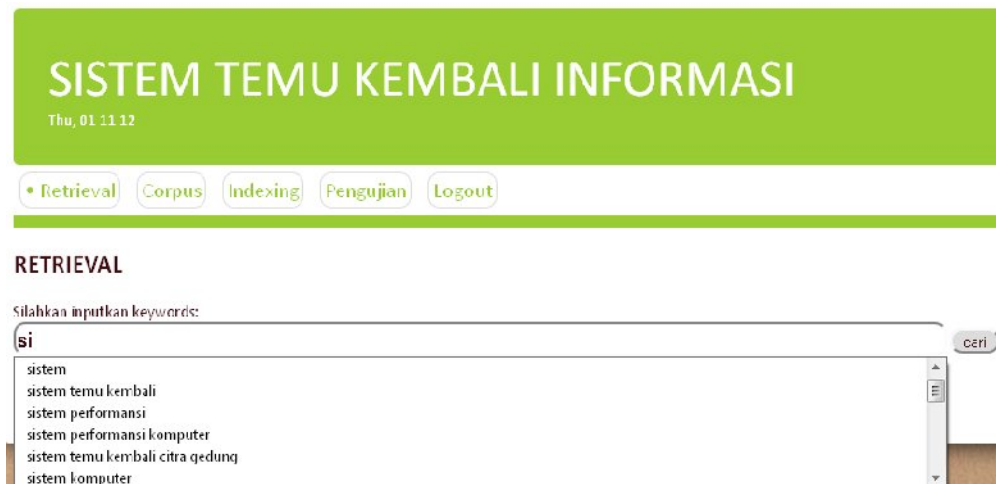 SISTEM TEMU KEMBALI INFORMASI
Thu, 01 11 12
• Retrieval Corpus Indexing Pengujian Logout
RETRIEVAL
Silahkan inputkan keywords:
si cari
sistem
sistem temu kembali
sistem performansi
sistem performansi komputer
sistem temu kembali citra gedung
sistem komputer